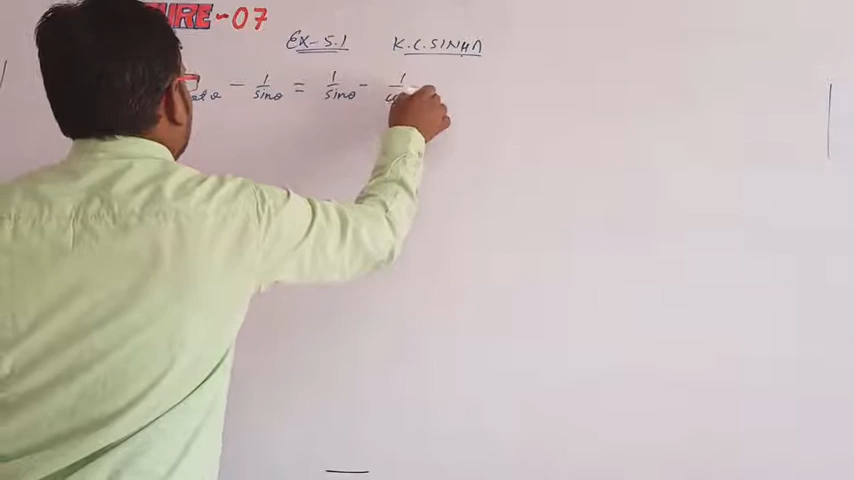 URE-07
Ex-5.1 K.C.SINHA
- 1/sinθ = 1/sinθ - 1